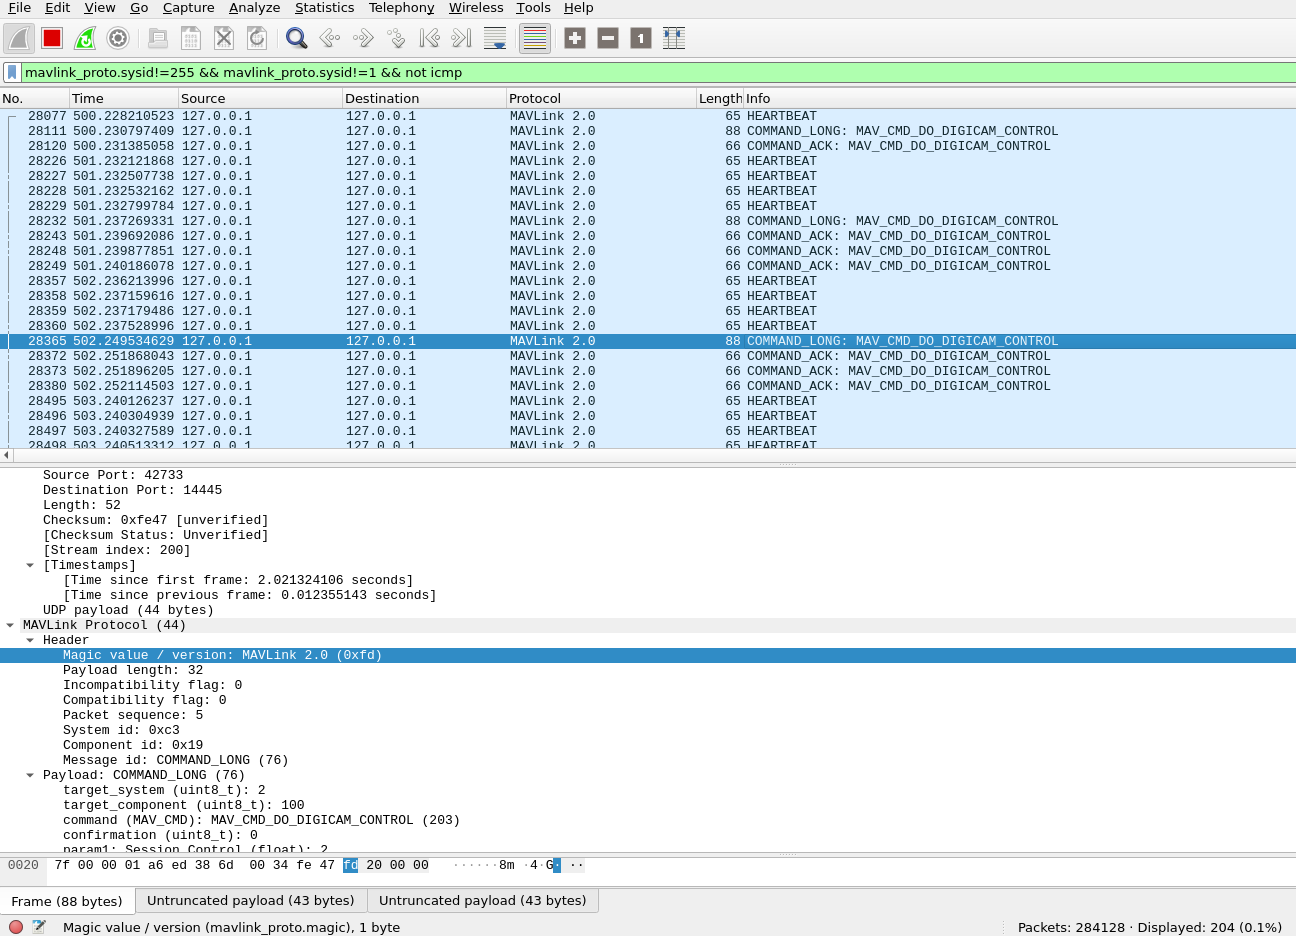 File Edit View Go Capture Analyze Statistics Telephony Wireless Tools Help
mavlink_proto.sysid!=255 && mavlink_proto.sysid!=1 && not icmp
No. Time Source Destination Protocol Length Info
28077 500.228210523 127.0.0.1 127.0.0.1 MAVLink 2.0 65 HEARTBEAT
28111 500.230797409 127.0.0.1 127.0.0.1 MAVLink 2.0 88 COMMAND_LONG: MAV_CMD_DO_DIGICAM_CONTROL
28120 500.231385058 127.0.0.1 127.0.0.1 MAVLink 2.0 66 COMMAND_ACK: MAV_CMD_DO_DIGICAM_CONTROL
28226 501.232121868 127.0.0.1 127.0.0.1 MAVLink 2.0 65 HEARTBEAT
28227 501.232507738 127.0.0.1 127.0.0.1 MAVLink 2.0 65 HEARTBEAT
28228 501.232532162 127.0.0.1 127.0.0.1 MAVLink 2.0 65 HEARTBEAT
28229 501.232799784 127.0.0.1 127.0.0.1 MAVLink 2.0 65 HEARTBEAT
28232 501.237269331 127.0.0.1 127.0.0.1 MAVLink 2.0 88 COMMAND_LONG: MAV_CMD_DO_DIGICAM_CONTROL
28243 501.239692086 127.0.0.1 127.0.0.1 MAVLink 2.0 66 COMMAND_ACK: MAV_CMD_DO_DIGICAM_CONTROL
28248 501.239877851 127.0.0.1 127.0.0.1 MAVLink 2.0 66 COMMAND_ACK: MAV_CMD_DO_DIGICAM_CONTROL
28249 501.240186078 127.0.0.1 127.0.0.1 MAVLink 2.0 66 COMMAND_ACK: MAV_CMD_DO_DIGICAM_CONTROL
28357 502.236213996 127.0.0.1 127.0.0.1 MAVLink 2.0 65 HEARTBEAT
28358 502.237159616 127.0.0.1 127.0.0.1 MAVLink 2.0 65 HEARTBEAT
28359 502.237179486 127.0.0.1 127.0.0.1 MAVLink 2.0 65 HEARTBEAT
28360 502.237528996 127.0.0.1 127.0.0.1 MAVLink 2.0 65 HEARTBEAT
28365 502.249534629 127.0.0.1 127.0.0.1 MAVLink 2.0 88 COMMAND_LONG: MAV_CMD_DO_DIGICAM_CONTROL
28372 502.251868043 127.0.0.1 127.0.0.1 MAVLink 2.0 66 COMMAND_ACK: MAV_CMD_DO_DIGICAM_CONTROL
28373 502.251896205 127.0.0.1 127.0.0.1 MAVLink 2.0 66 COMMAND_ACK: MAV_CMD_DO_DIGICAM_CONTROL
28380 502.252114503 127.0.0.1 127.0.0.1 MAVLink 2.0 66 COMMAND_ACK: MAV_CMD_DO_DIGICAM_CONTROL
28495 503.240126237 127.0.0.1 127.0.0.1 MAVLink 2.0 65 HEARTBEAT
28496 503.240304939 127.0.0.1 127.0.0.1 MAVLink 2.0 65 HEARTBEAT
28497 503.240327589 127.0.0.1 127.0.0.1 MAVLink 2.0 65 HEARTBEAT
28498 503.240513312 127.0.0.1 127.0.0.1 MAVLink 2.0 65 HEARTBEAT
Source Port: 42733
Destination Port: 14445
Length: 52
Checksum: 0xfe47 [unverified]
[Checksum Status: Unverified]
[Stream index: 200]
[Timestamps]
[Time since first frame: 2.021324106 seconds]
[Time since previous frame: 0.012355143 seconds]
UDP payload (44 bytes)
MAVLink Protocol (44)
Header
Magic value / version: MAVLink 2.0 (0xfd)
Payload length: 32
Incompatibility flag: 0
Compatibility flag: 0
Packet sequence: 5
System id: 0xc3
Component id: 0x19
Message id: COMMAND_LONG (76)
Payload: COMMAND_LONG (76)
target_system (uint8_t): 2
target_component (uint8_t): 100
command (MAV_CMD): MAV_CMD_DO_DIGICAM_CONTROL (203)
confirmation (uint8_t): 0
param1: Session Control (float): 2
0020 7f 00 00 01 a6 ed 38 6d 00 34 fe 47 fd 20 00 00 ······8m ·4·G· ··
Frame (88 bytes) Untruncated payload (43 bytes) Untruncated payload (43 bytes)
Magic value / version (mavlink_proto.magic), 1 byte Packets: 284128 · Displayed: 204 (0.1%)